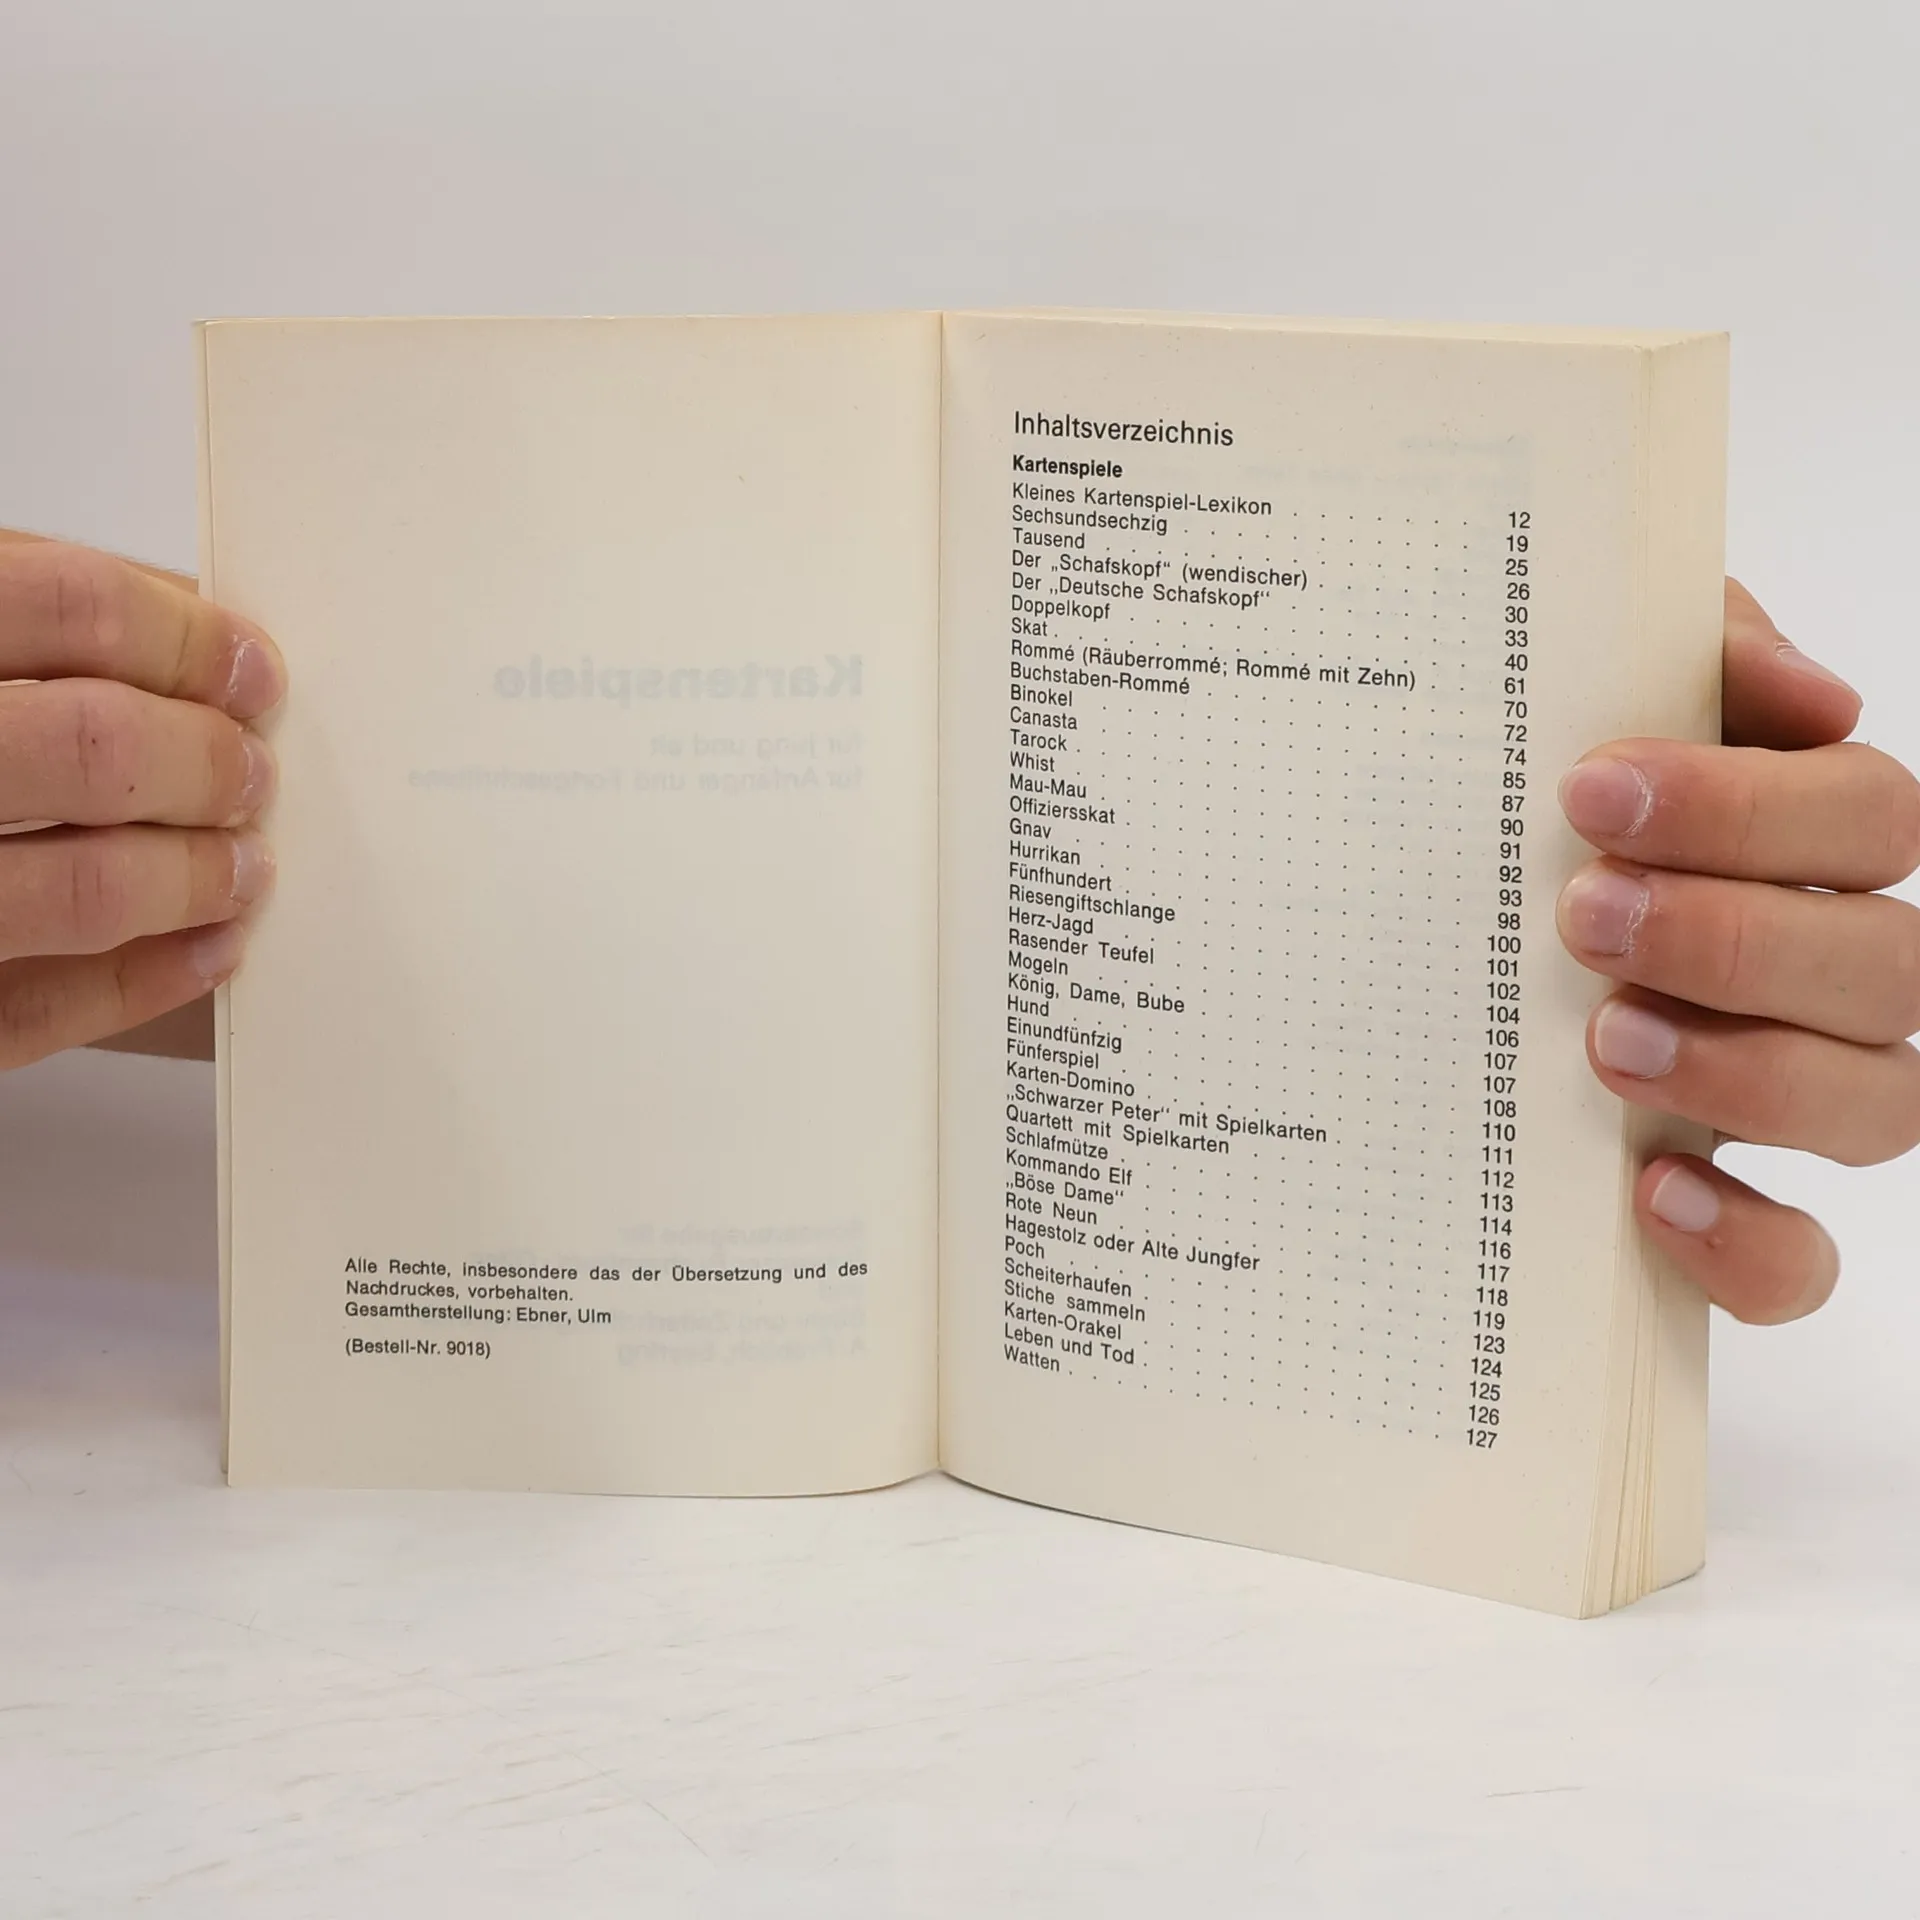 Alle Rechte, insbesondere das der Übersetzung und des
Nachdruckes, vorbehalten.
Gesamtherstellung: Ebner, Ulm
(Bestell-Nr. 9018)
Inhaltsverzeichnis
Kartenspiele
Kleines Kartenspiel-Lexikon . . . . . . . 12
Sechsundsechzig . . . . . . . . . . . 19
Tausend . . . . . . . . . . . . . . 25
Der „Schafskopf“ (wendischer) . . . . . . 26
Der „Deutsche Schafskopf“ . . . . . . . 30
Doppelkopf . . . . . . . . . . . . . 33
Skat . . . . . . . . . . . . . . . . 40
Rommé (Räuberrommé; Rommé mit Zehn) . . 61
Buchstaben-Rommé . . . . . . . . . . 70
Binokel . . . . . . . . . . . . . . 72
Canasta . . . . . . . . . . . . . . 74
Tarock . . . . . . . . . . . . . . . 85
Whist . . . . . . . . . . . . . . . 87
Mau-Mau . . . . . . . . . . . . . . 90
Offiziersskat . . . . . . . . . . . . . 91
Gnav . . . . . . . . . . . . . . . 92
Hurrikan . . . . . . . . . . . . . . 93
Fünfhundert . . . . . . . . . . . . . 98
Riesengiftschlange . . . . . . . . . . 100
Herz-Jagd . . . . . . . . . . . . . 101
Rasender Teufel . . . . . . . . . . . 102
Mogeln . . . . . . . . . . . . . . 104
König, Dame, Bube . . . . . . . . . . 106
Hund . . . . . . . . . . . . . . . 107
Einundfünfzig . . . . . . . . . . . . 107
Fünferspiel . . . . . . . . . . . . . 108
Karten-Domino . . . . . . . . . . . . 110
„Schwarzer Peter“ mit Spielkarten . . . . . 111
Quartett mit Spielkarten . . . . . . . . 112
Schlafmütze . . . . . . . . . . . . . 113
Kommando Elf . . . . . . . . . . . . 114
„Böse Dame“ . . . . . . . . . . . . 116
Rote Neun . . . . . . . . . . . . . 117
Hagestolz oder Alte Jungfer . . . . . . . 118
Poch . . . . . . . . . . . . . . . 119
Scheiterhaufen . . . . . . . . . . . . 123
Stiche sammeln . . . . . . . . . . . 124
Karten-Orakel . . . . . . . . . . . . 125
Leben und Tod . . . . . . . . . . . . 126
Watten . . . . . . . . . . . . . . . 127